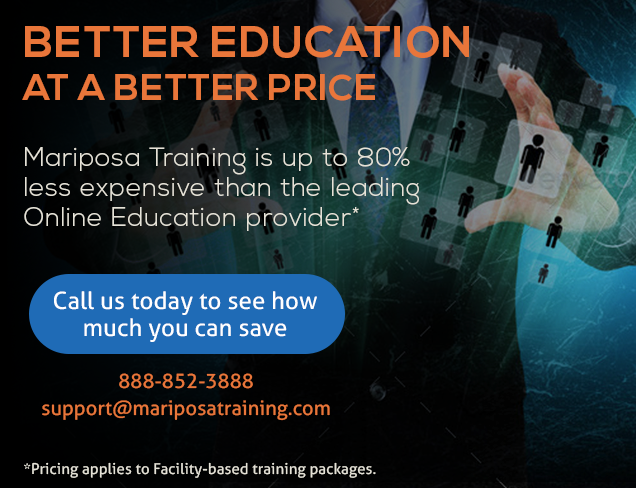 BETTER EDUCATION
AT A BETTER PRICE
Mariposa Training is up to 80%
less expensive than the leading
Online Education provider*
Call us today to see how
much you can save
888-852-3888
support@mariposatraining.com
*Pricing applies to Facility-based training packages.